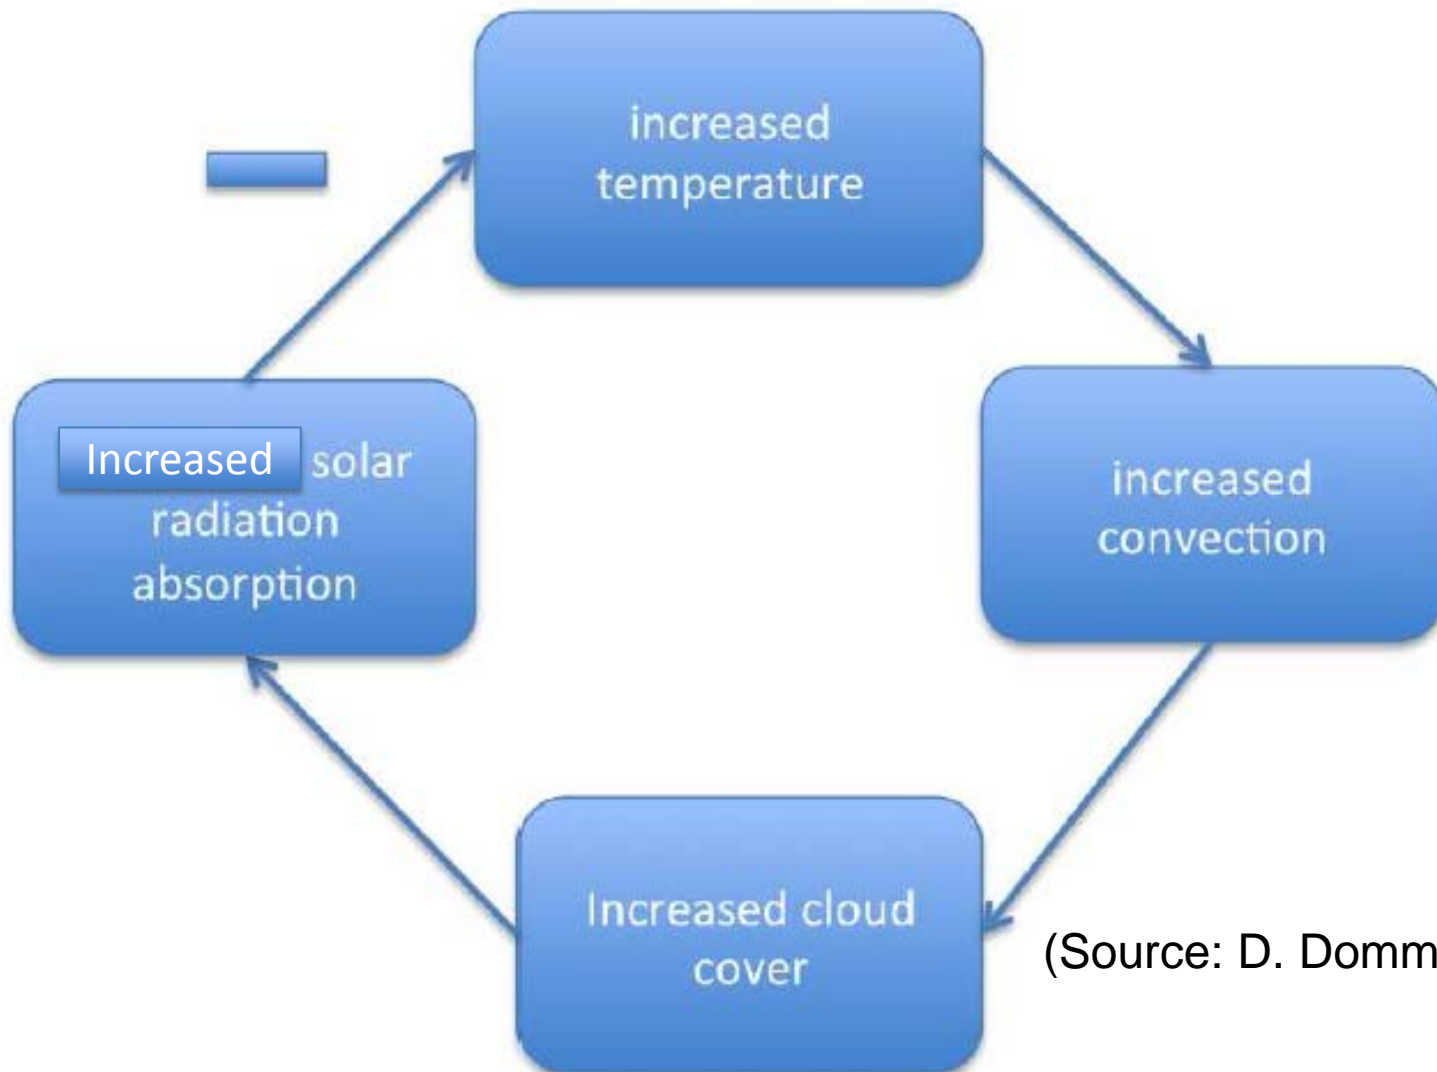 increased
temperature
Increased solar
radiation
absorption
increased
convection
Increased cloud
cover
(Source: D. Domm